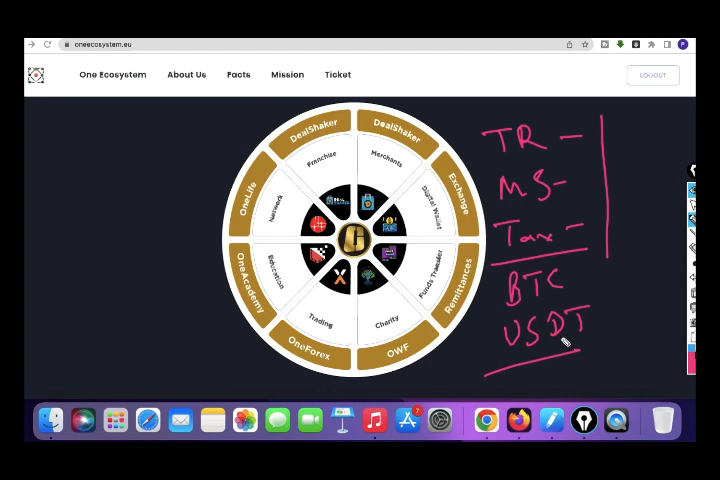 oneecosystem.eu
P
One Ecosystem About Us Facts Mission Ticket
LOGOUT
DealShaker DealShaker
Franchise Merchants
OneLife Exchange
Network Digital Wallet
OneAcademy Remittances
Education Funds Transfer
Trading Charity
OneForex OWF
TR -
MS-
Tax -
BTC
USDT
7